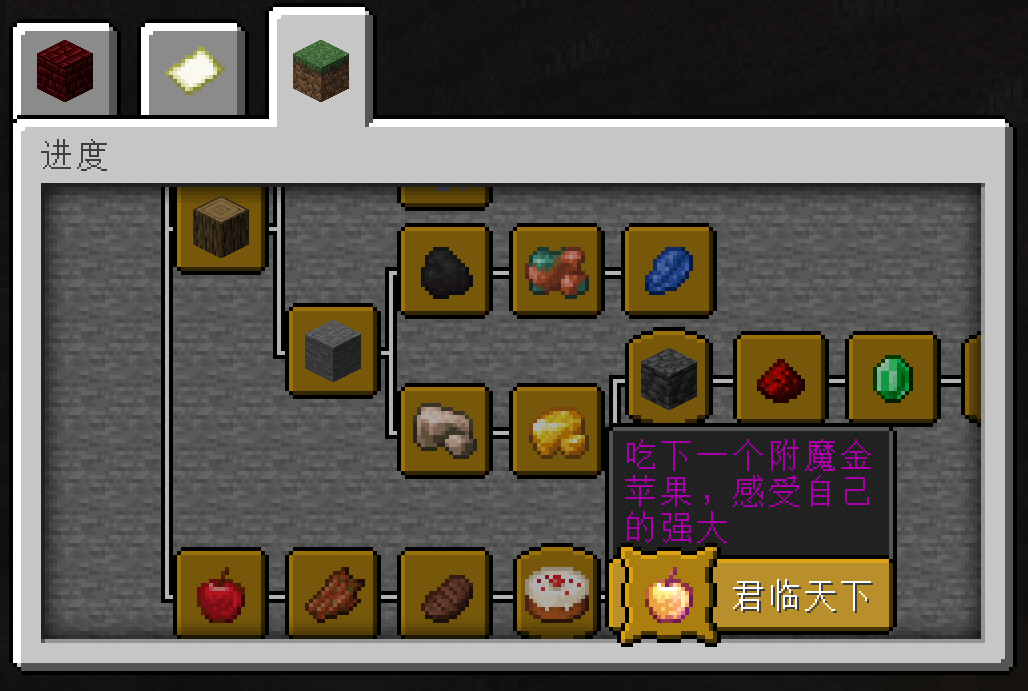 进度
吃下一个附魔金
苹果，感受自己
的强大
君临天下